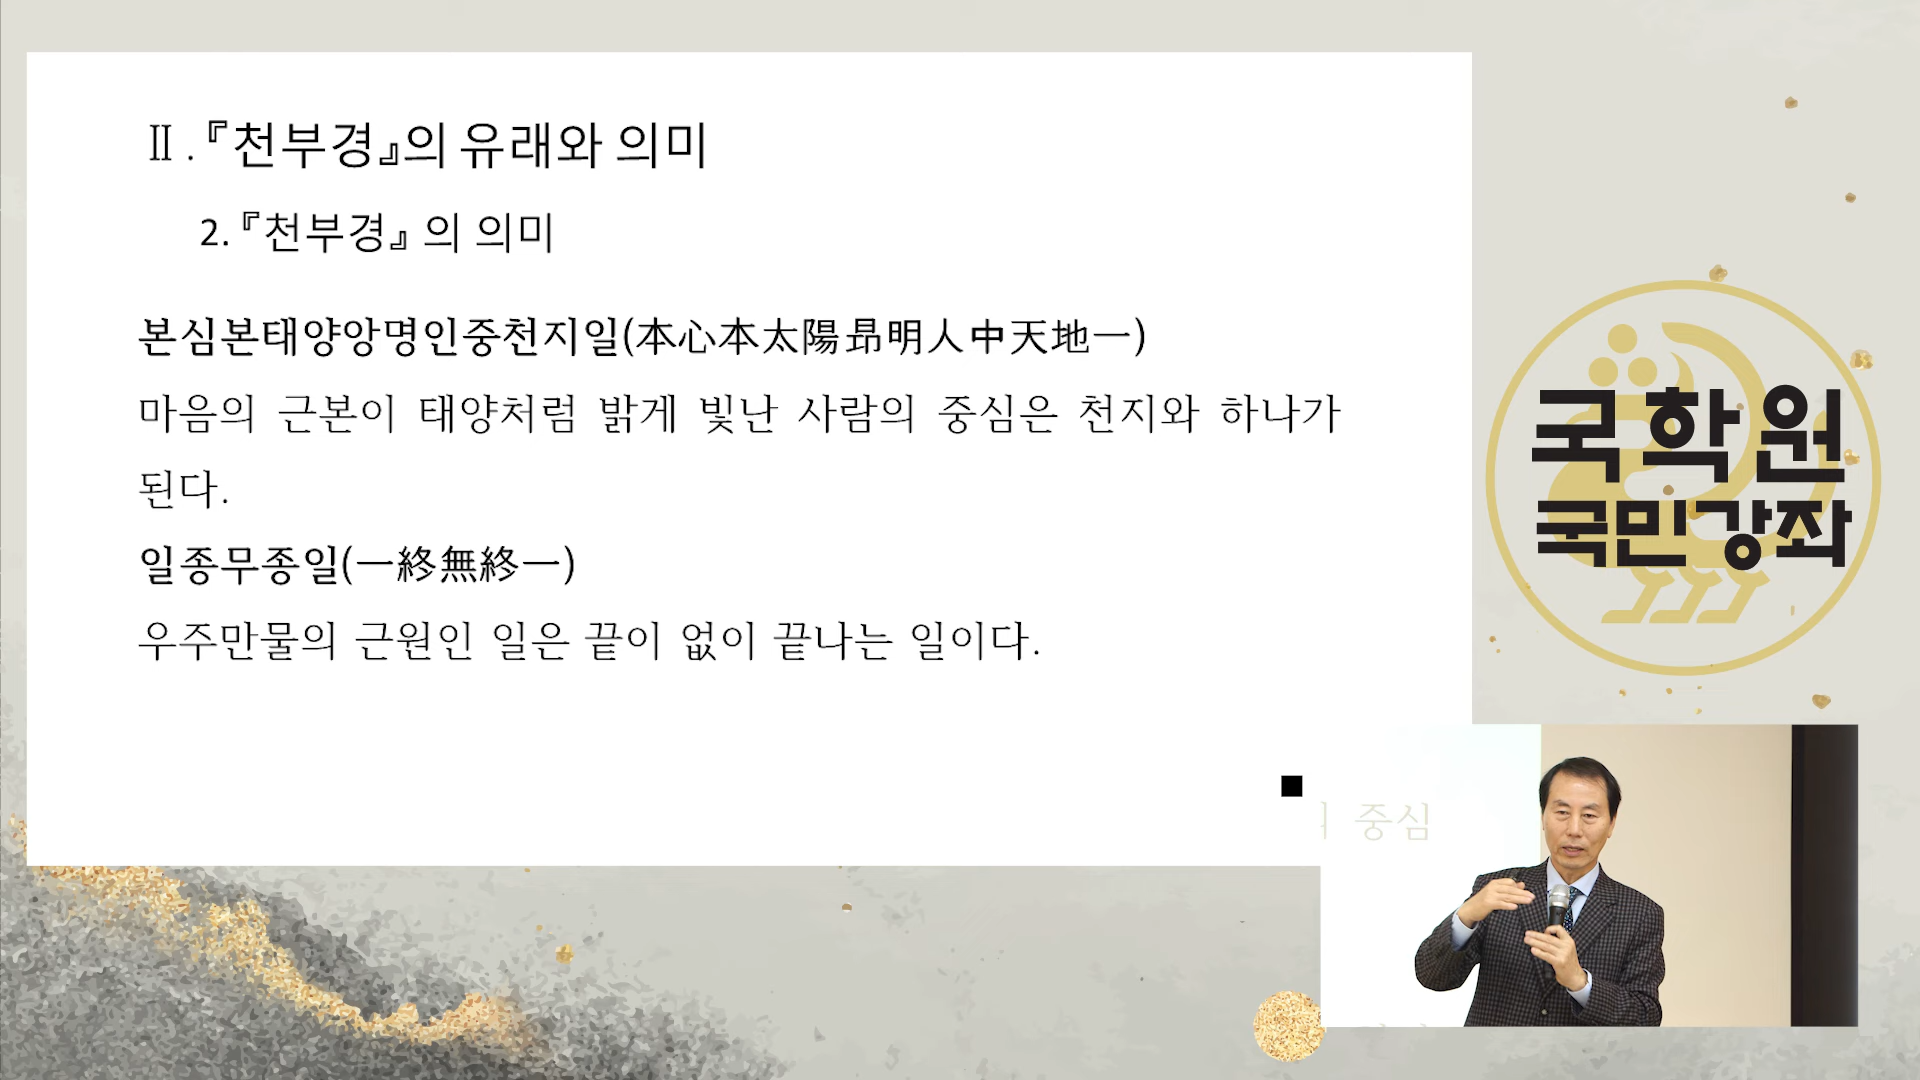 Ⅱ.『천부경』의 유래와 의미
2.『천부경』 의 의미
본심본태양앙명인중천지일(本心本太陽昻明人中天地一)
마음의 근본이 태양처럼 밝게 빛난 사람의 중심은 천지와 하나가
된다.
일종무종일(一終無終一)
우주만물의 근원인 일은 끝이 없이 끝나는 일이다.
국학원
국민강좌
중심